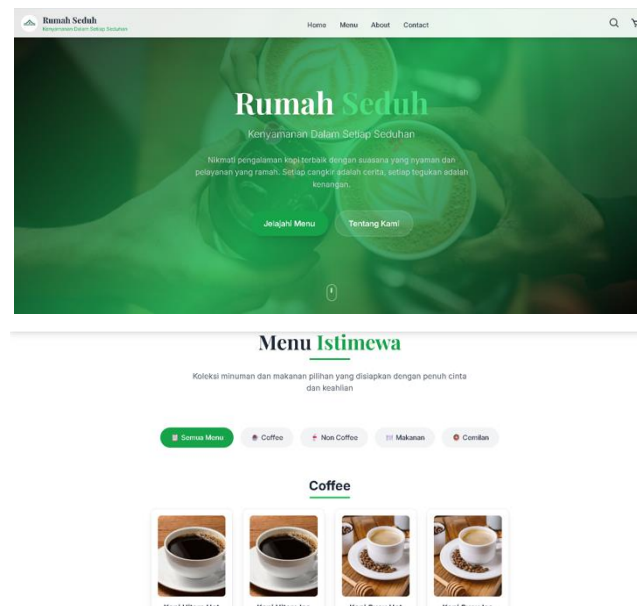 Rumah Seduh
Kenyamanan Dalam Setiap Seduhan
Home Menu About Contact
Rumah Seduh
Kenyamanan Dalam Setiap Seduhan
Nikmati pengalaman kopi terbaik dengan suasana yang nyaman dan
pelayanan yang ramah. Setiap cangkir adalah cerita, setiap tegukan adalah
kenangan.
Jelajahi Menu Tentang Kami
Menu Istimewa
Koleksi minuman dan makanan pilihan yang disiapkan dengan penuh cinta
dan keahlian
Semua Menu Coffee Non Coffee Makanan Cemilan
Coffee